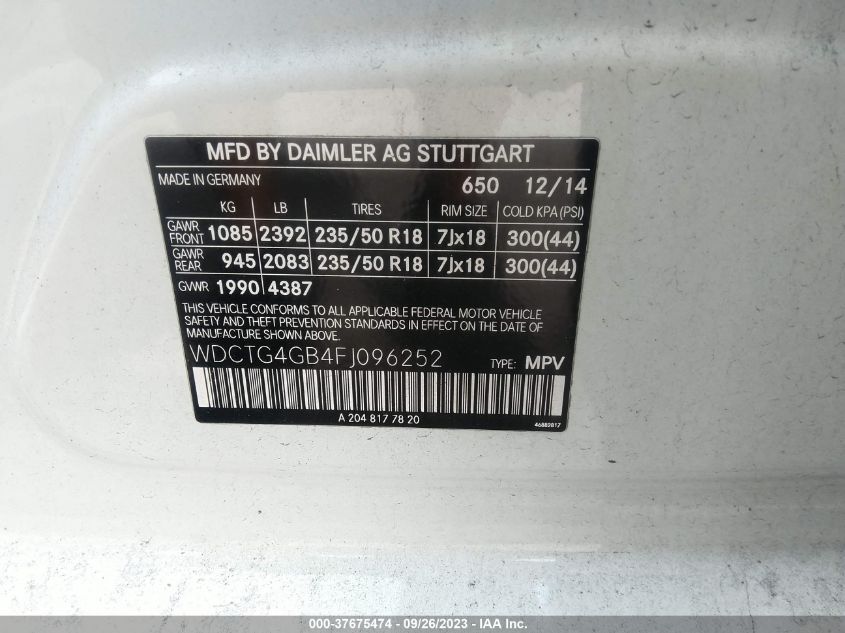 MFD BY DAIMLER AG STUTTGART
MADE IN GERMANY 650 12/14
KG LB TIRES RIM SIZE COLD KPA (PSI)
GAWR FRONT 1085 2392 235/50 R18 7Jx18 300(44)
GAWR REAR 945 2083 235/50 R18 7Jx18 300(44)
GVWR 1990 4387
THIS VEHICLE CONFORMS TO ALL APPLICABLE FEDERAL MOTOR VEHICLE
SAFETY AND THEFT PREVENTION STANDARDS IN EFFECT ON THE DATE OF
MANUFACTURE SHOWN ABOVE.
WDCTG4GB4FJ096252 TYPE: MPV
A 204 817 78 20 46882817
000-37675474 - 09/26/2023 - IAA Inc.